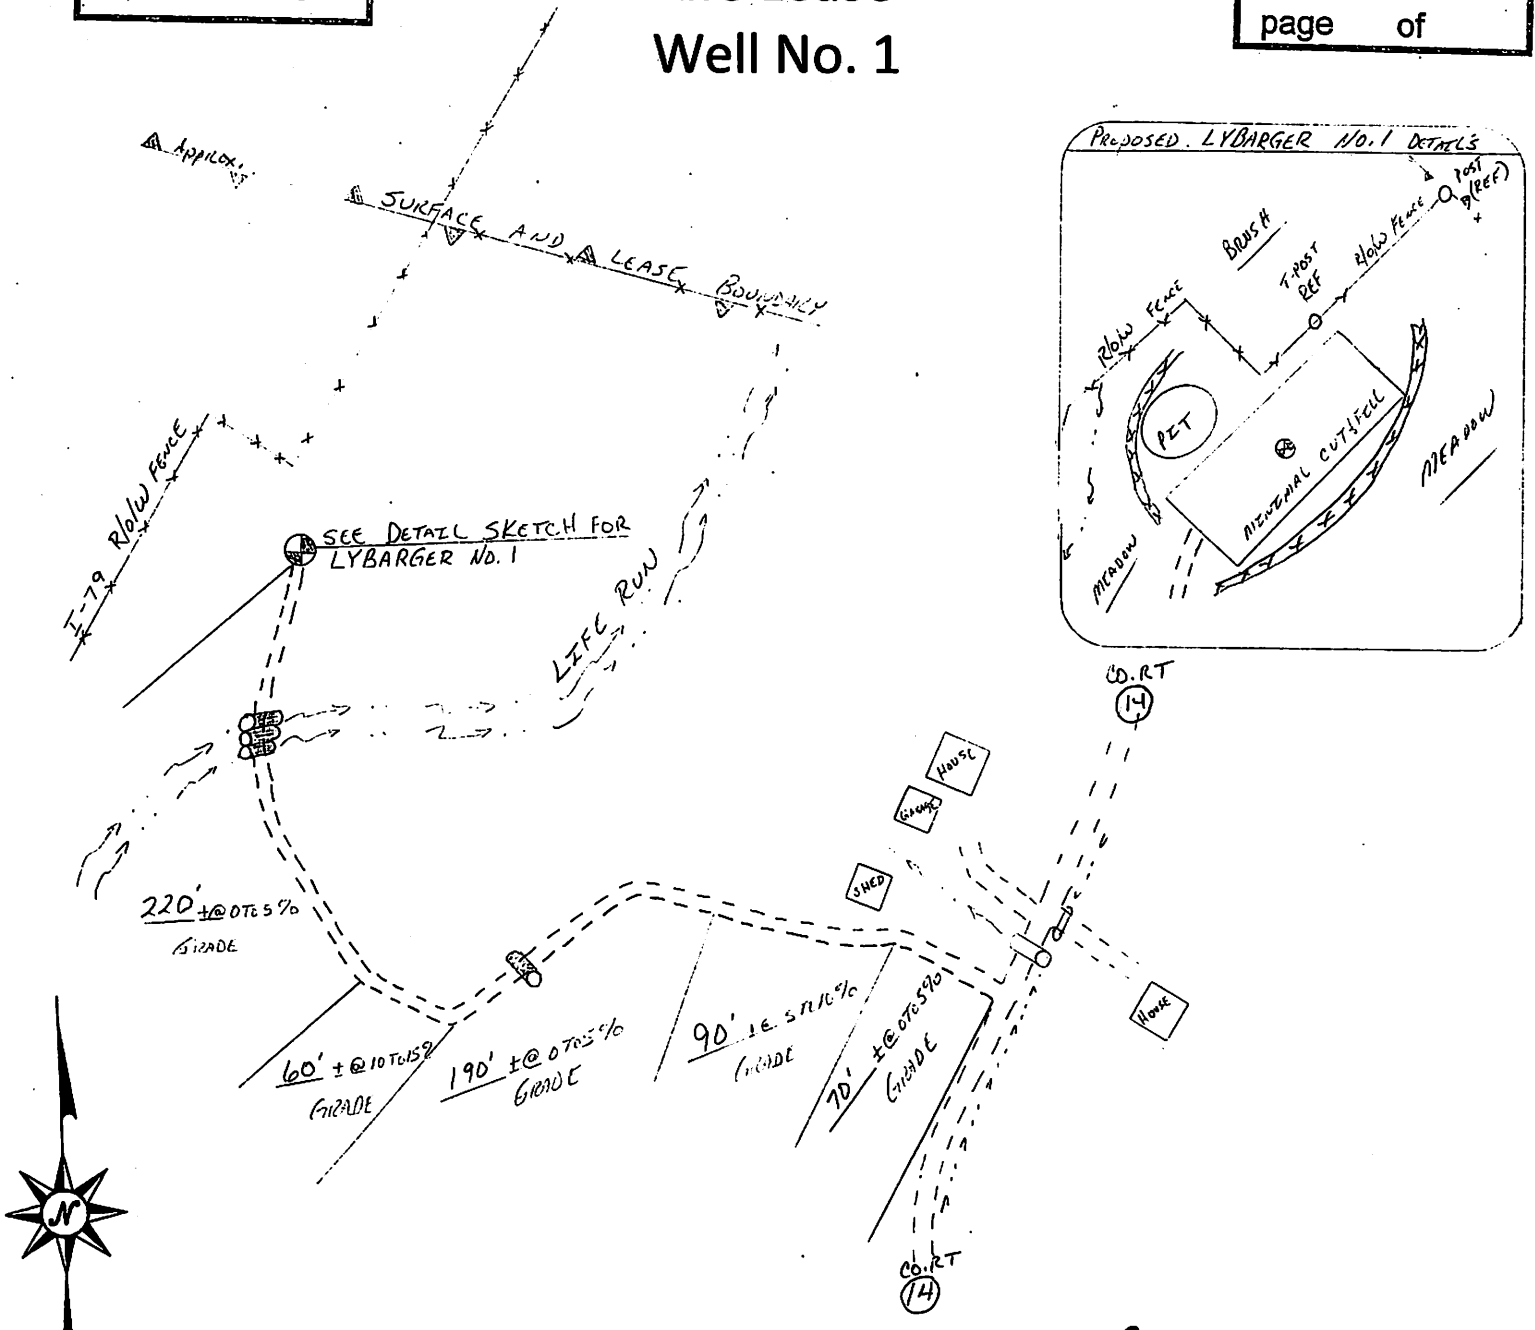 Well No. 1
page of
PROPOSED LYBARGER NO. 1 DETAILS
POST
(REF)
R/O/W FENCE
BRUSH
T-POST
REF
R/O/W FENCE
PIT
MINIMAL CUT & FILL
MEADOW
MEADOW
APPROX.
SURFACE AND LEASE BOUNDARY
I-79 R/O/W FENCE
SEE DETAIL SKETCH FOR
LYBARGER NO. 1
LIFE RUN
CO. RT
14
HOUSE
GARAGE
SHED
HOUSE
220' ±@ 0 TO 5%
GRADE
60' ±@ 10 TO 15%
GRADE
190' ±@ 0 TO 5%
GRADE
90'
GRADE
70' ±@ 0 TO 5%
GRADE
N
CO. RT
14